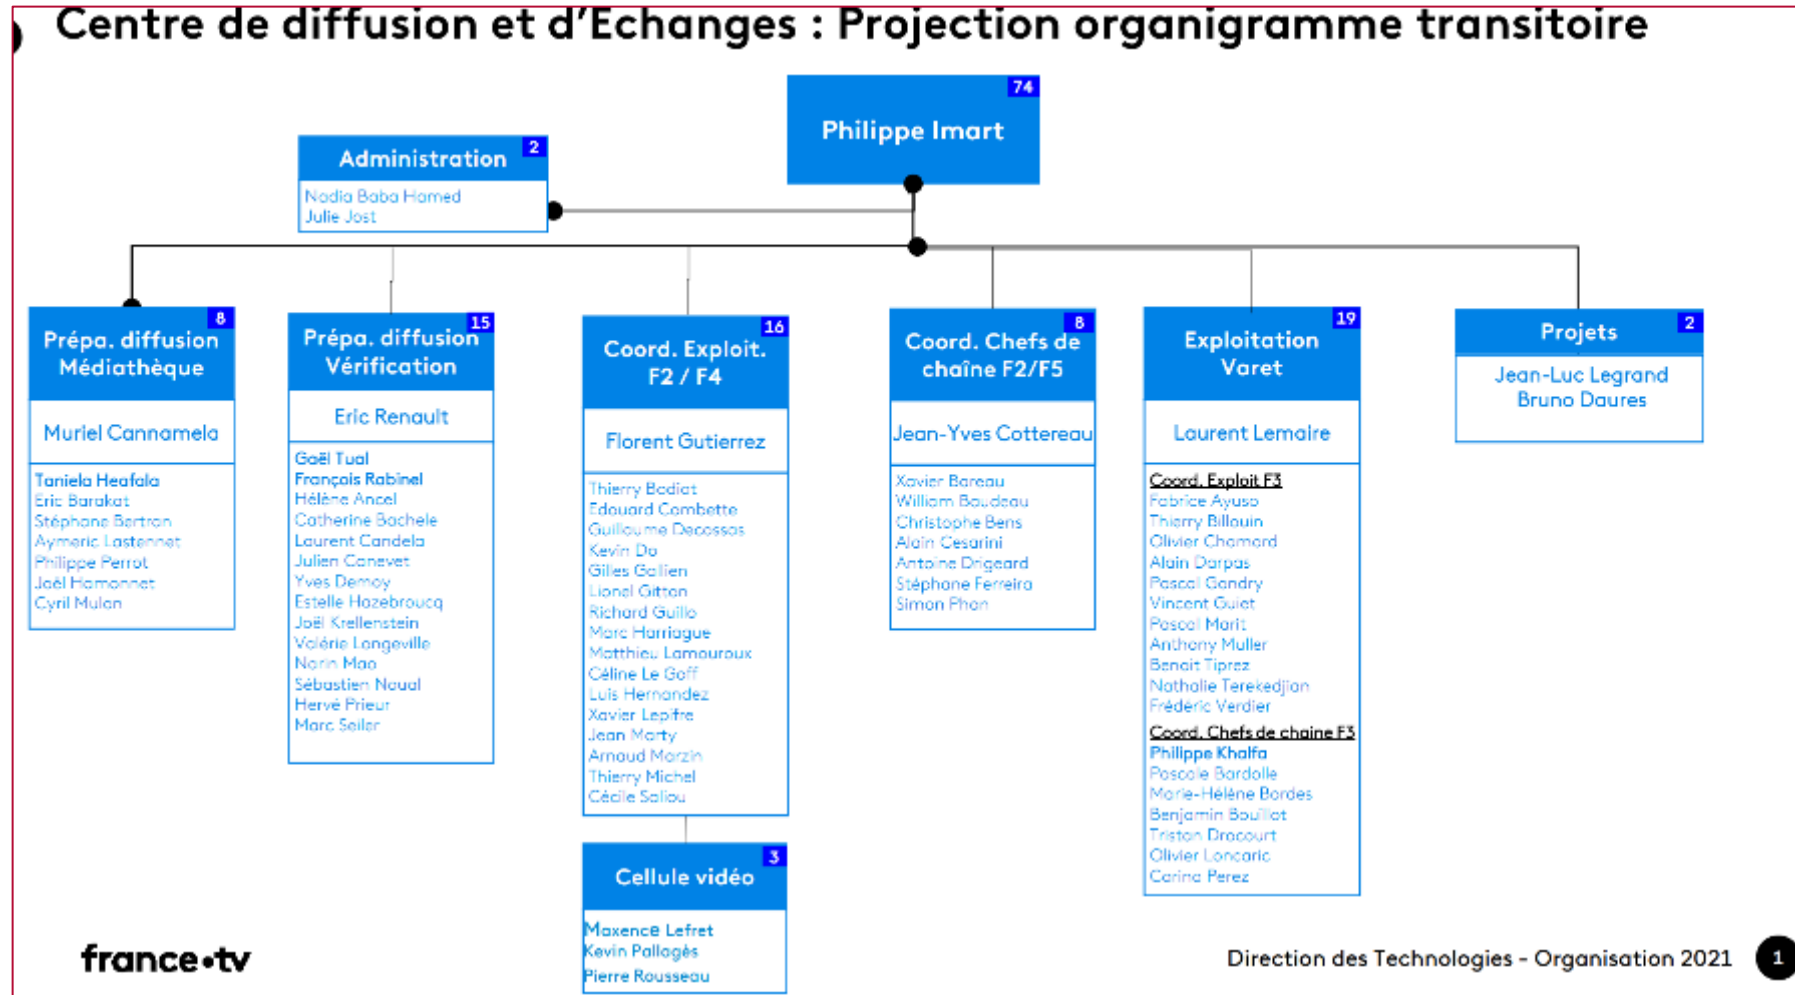 Centre de diffusion et d'Echanges : Projection organigramme transitoire
74
Philippe Imart
Administration
2
Nadia Baba Hamed
Julie Jost
8
Prépa. diffusion
Médiathèque
Muriel Cannamela
Taniela Heafala
Eric Barakat
Stéphane Bertron
Aymeric Lastennet
Philippe Perrot
Joël Hamonnet
Cyril Mulon
15
Prépa. diffusion
Vérification
Eric Renault
Gaël Tual
François Rabinel
Hélène Ancel
Catherine Bachele
Laurent Candela
Julien Canevet
Yves Demoy
Estelle Hazebroucq
Joël Krellenstein
Valérie Longeville
Narin Mao
Sébastien Naual
Hervé Prieur
Marc Seiler
16
Coord. Exploit.
F2 / F4
Florent Gutierrez
Thierry Badiat
Edouard Combette
Guillaume Decossas
Kevin Do
Gilles Gallien
Lionel Gitton
Richard Guillo
Marc Harriague
Matthieu Lamouroux
Céline Le Goff
Luis Hernandez
Xavier Lepifre
Jean Marty
Arnaud Marzin
Thierry Michel
Cécile Saliou
3
Cellule vidéo
Maxence Lefret
Kevin Pallagès
Pierre Rousseau
8
Coord. Chefs de
chaîne F2/F5
Jean-Yves Cottereau
Xavier Bareau
William Baudeau
Christophe Bens
Alain Cesarini
Antoine Drigeard
Stéphane Ferreira
Simon Phan
19
Exploitation
Varet
Laurent Lemaire
Coord. Exploit F3
Fabrice Ayuso
Thierry Billouin
Olivier Chamard
Alain Darpas
Pascal Gandry
Vincent Guiet
Pascal Marit
Anthony Muller
Benoit Tiprez
Nathalie Terekedjian
Frédéric Verdier
Coord. Chefs de chaine F3
Philippe Khalfa
Pascale Bardolle
Marie-Hélène Bordes
Benjamin Bouillot
Tristan Dracourt
Olivier Loncaric
Carina Perez
Projets
2
Jean-Luc Legrand
Bruno Daures
france•tv
Direction des Technologies - Organisation 2021
1